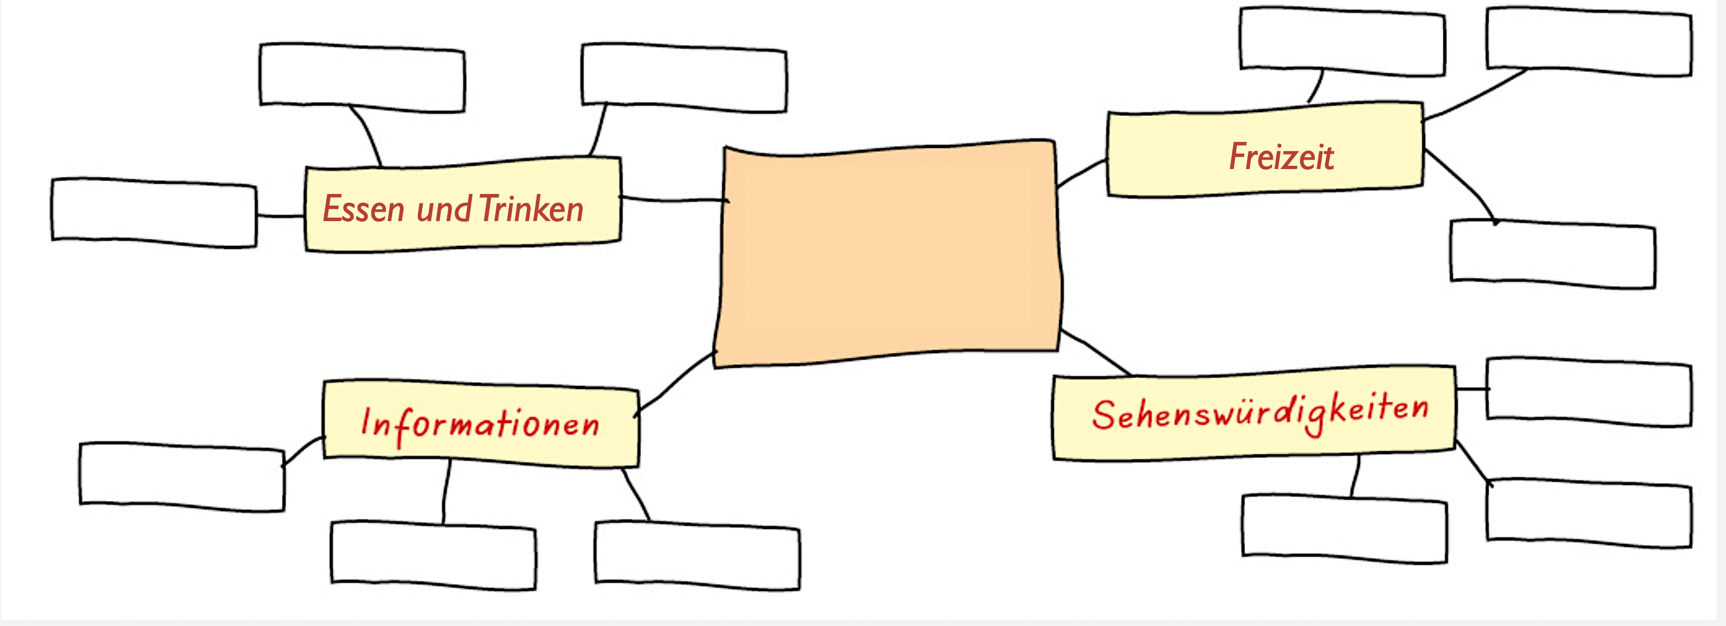 Essen und Trinken
Freizeit
Informationen
Sehenswürdigkeiten